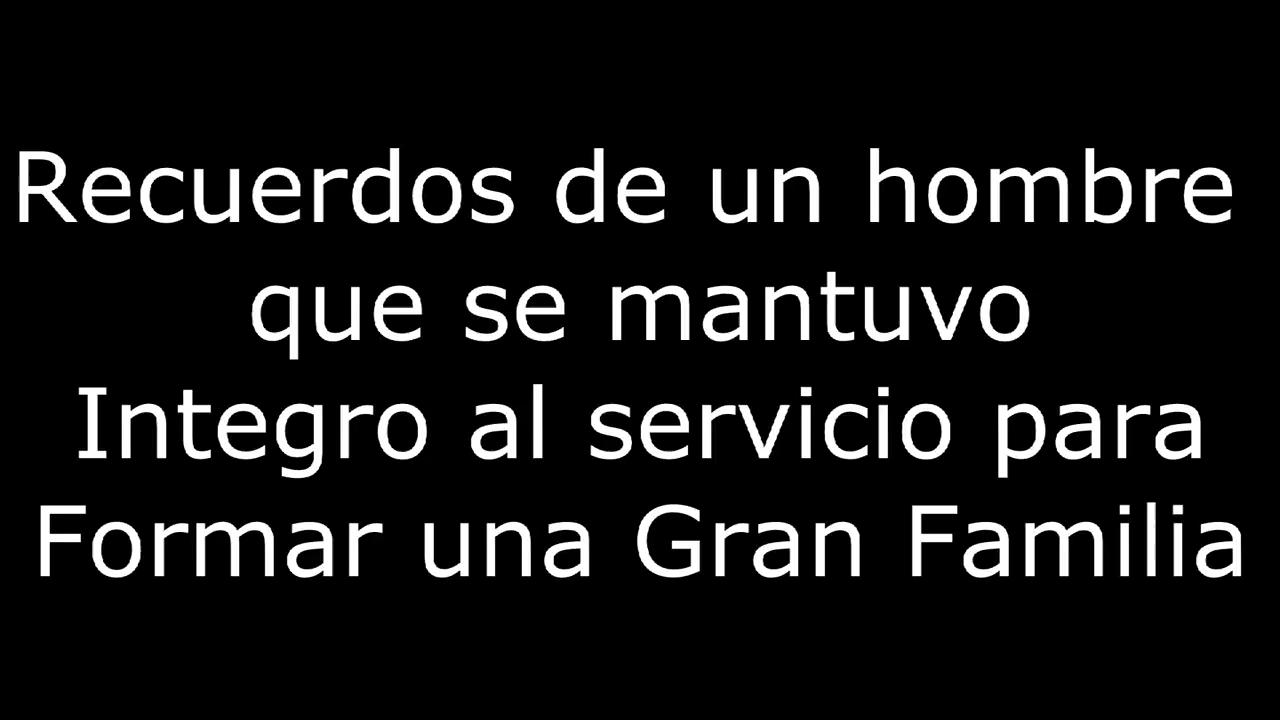 Recuerdos de un hombre
que se mantuvo
Integro al servicio para
Formar una Gran Familia